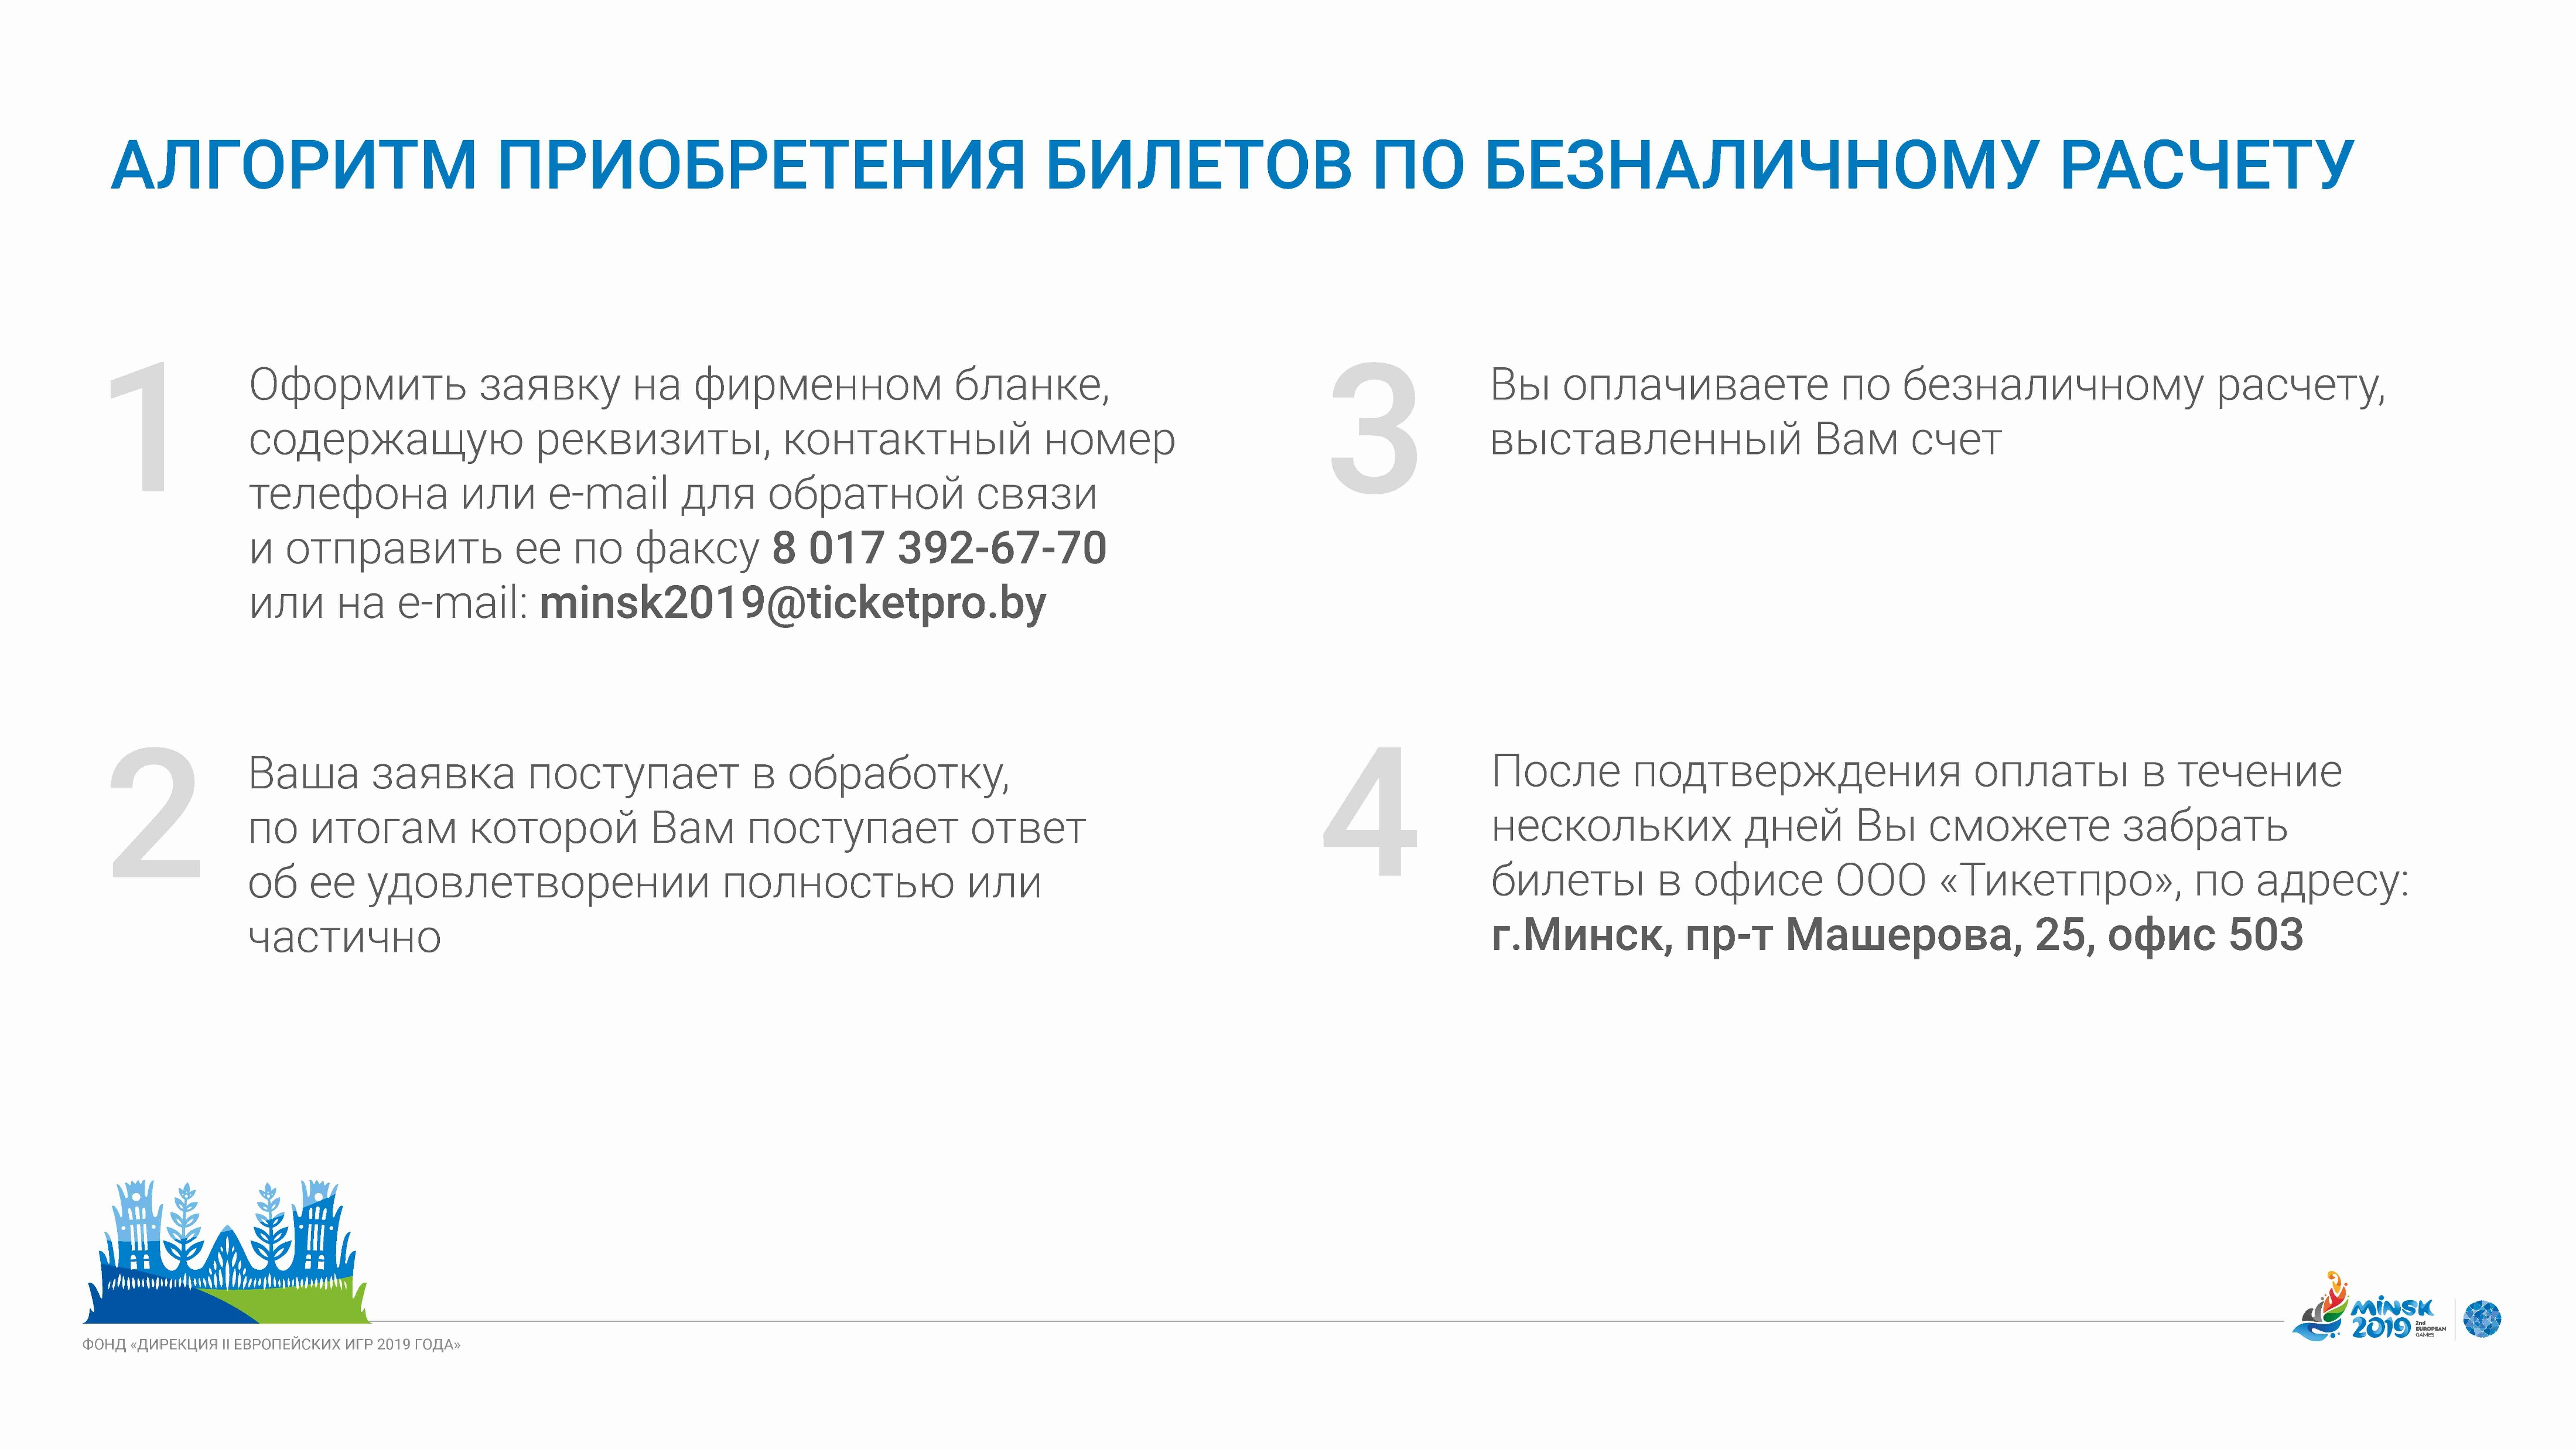 АЛГОРИТМ ПРИОБРЕТЕНИЯ БИЛЕТОВ ПО БЕЗНАЛИЧНОМУ РАСЧЕТУ
1
Оформить заявку на фирменном бланке,
содержащую реквизиты, контактный номер
телефона или e-mail для обратной связи
и отправить ее по факсу 8 017 392-67-70
или на e-mail: minsk2019@ticketpro.by
2
Ваша заявка поступает в обработку,
по итогам которой Вам поступает ответ
об ее удовлетворении полностью или
частично
3
Вы оплачиваете по безналичному расчету,
выставленный Вам счет
4
После подтверждения оплаты в течение
нескольких дней Вы сможете забрать
билеты в офисе ООО «Тикетпро», по адресу:
г.Минск, пр-т Машерова, 25, офис 503
ФОНД «ДИРЕКЦИЯ II ЕВРОПЕЙСКИХ ИГР 2019 ГОДА»
MINSK
2019
2nd
EUROPEAN
GAMES